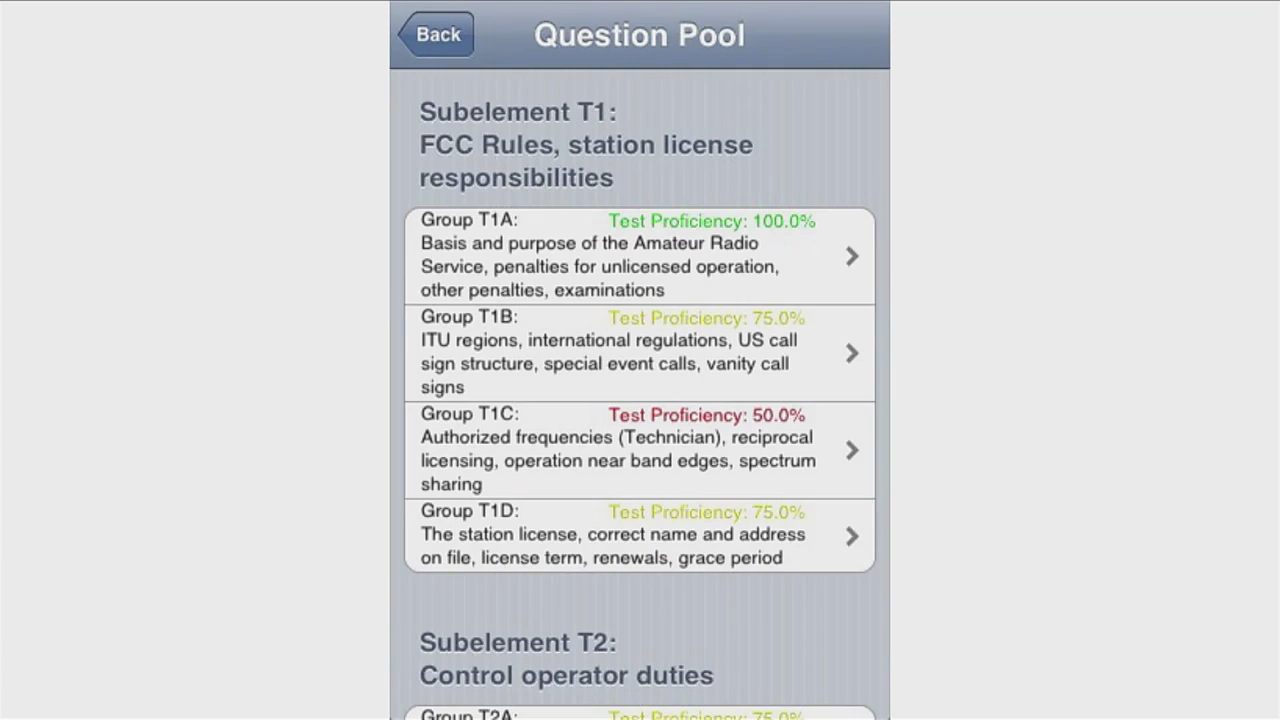 Back
Question Pool
Subelement T1:
FCC Rules, station license
responsibilities
Group T1A: Test Proficiency: 100.0%
Basis and purpose of the Amateur Radio
Service, penalties for unlicensed operation,
other penalties, examinations
Group T1B: Test Proficiency: 75.0%
ITU regions, international regulations, US call
sign structure, special event calls, vanity call
signs
Group T1C: Test Proficiency: 50.0%
Authorized frequencies (Technician), reciprocal
licensing, operation near band edges, spectrum
sharing
Group T1D: Test Proficiency: 75.0%
The station license, correct name and address
on file, license term, renewals, grace period
Subelement T2:
Control operator duties
Group T2A: Test Proficiency: 75.0%